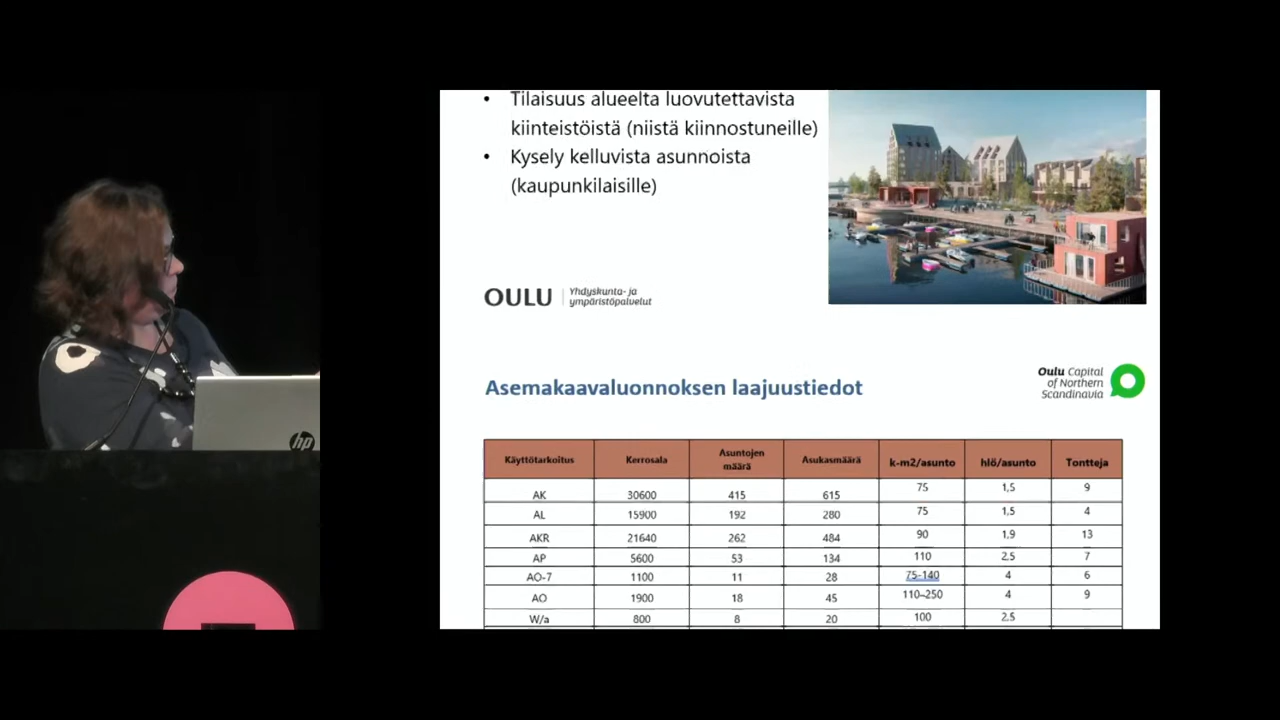 • Tilaisuus alueelta luovutettavista
kiinteistöistä (niistä kiinnostuneille)
• Kysely kelluvista asunnoista
(kaupunkilaisille)
OULU Yhdyskunta- ja
ympäristöpalvelut
Asemakaavaluonnoksen laajuustiedot
Oulu Capital
of Northern
Scandinavia
Käyttötarkoitus Kerrosala Asuntojen määrä Asukasmäärä k-m2/asunto hlö/asunto Tontteja
AK 30600 415 615 75 1,5 9
AL 15900 192 280 75 1,5 4
AKR 21640 262 484 90 1,9 13
AP 5600 53 134 110 2,5 7
AO-7 1100 11 28 75-140 4 6
AO 1900 18 45 110–250 4 9
W/a 800 8 20 100 2,5
hp